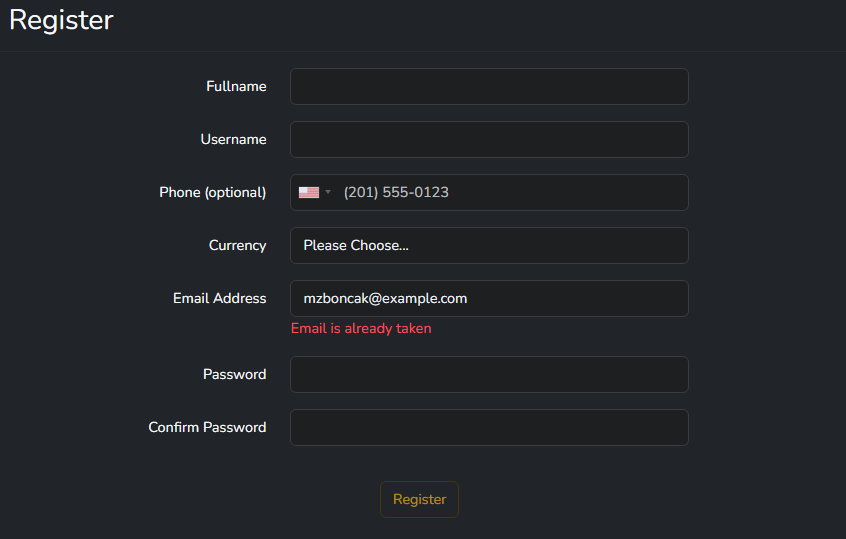 Register
Fullname
Username
Phone (optional) (201) 555-0123
Currency Please Choose...
Email Address mzboncak@example.com
Email is already taken
Password
Confirm Password
Register